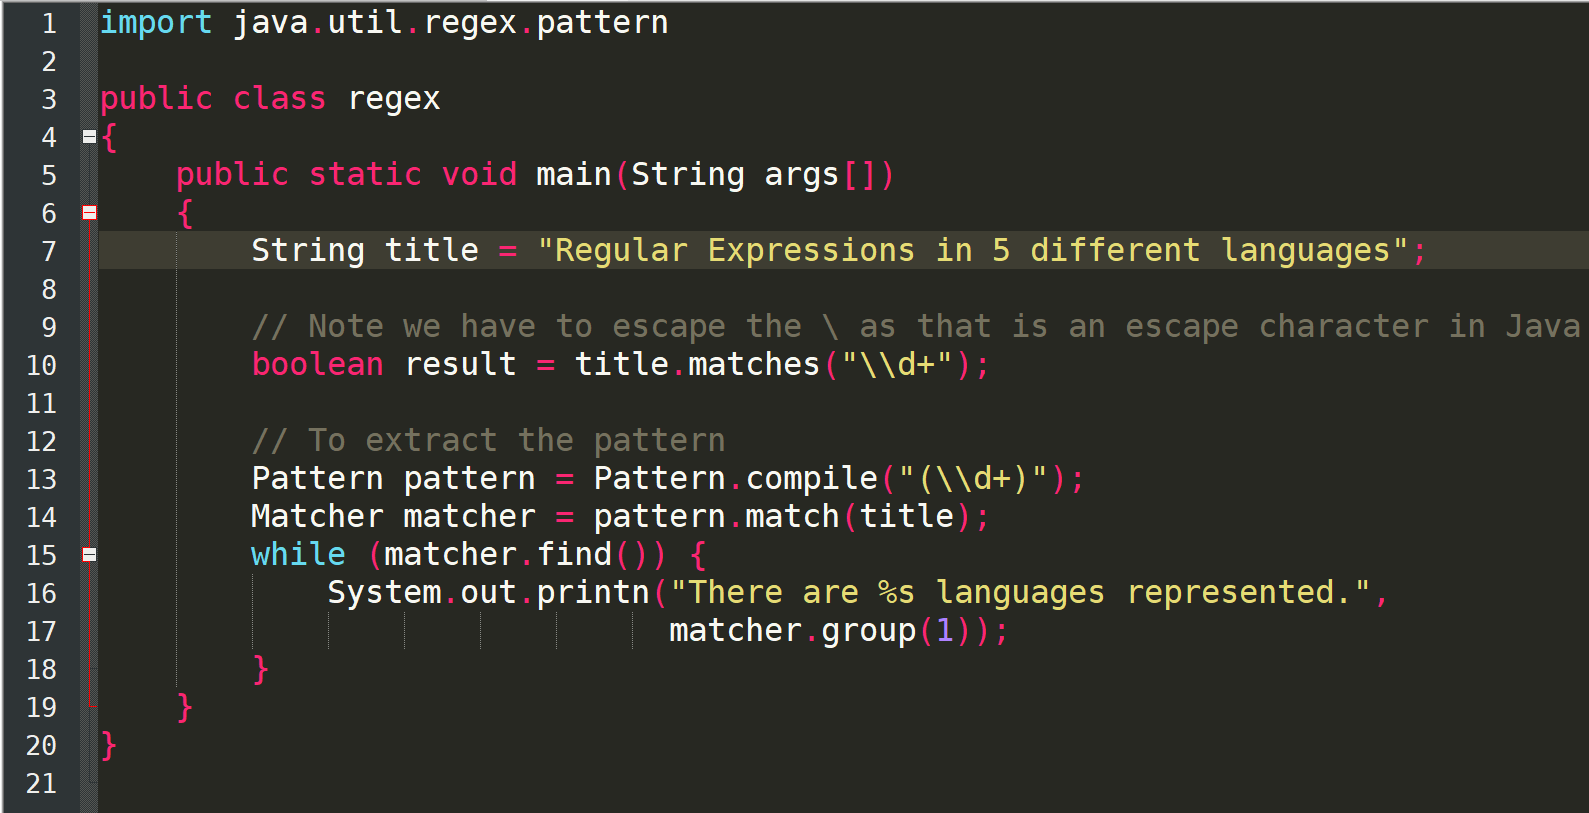 1 import java.util.regex.pattern
2
3 public class regex
4 {
5     public static void main(String args[])
6     {
7         String title = "Regular Expressions in 5 different languages";
8
9         // Note we have to escape the \ as that is an escape character in Java
10         boolean result = title.matches("\\d+");
11
12         // To extract the pattern
13         Pattern pattern = Pattern.compile("(\\d+)");
14         Matcher matcher = pattern.match(title);
15         while (matcher.find()) {
16             System.out.printn("There are %s languages represented.",
17                               matcher.group(1));
18         }
19     }
20 }
21